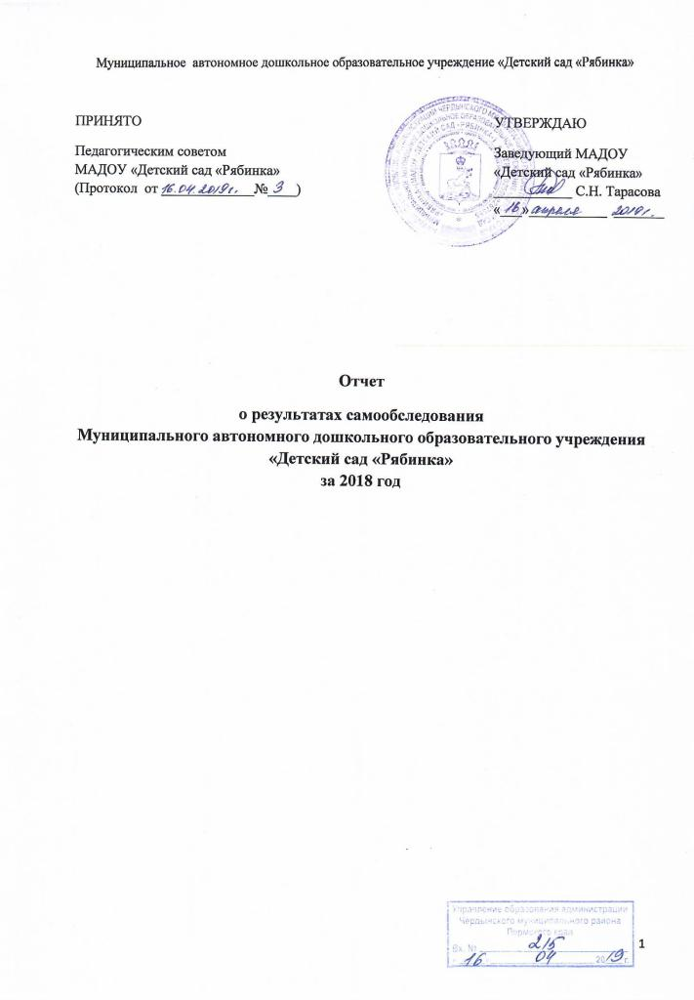 Муниципальное автономное дошкольное образовательное учреждение «Детский сад «Рябинка»
ПРИНЯТО
Педагогическим советом
МАДОУ «Детский сад «Рябинка»
(Протокол от 16.04.2019г. № 3 )
УТВЕРЖДАЮ
Заведующий МАДОУ
«Детский сад «Рябинка»
____________ С.Н. Тарасова
« 16 » апреля 2019г.
Отчет
о результатах самообследования
Муниципального автономного дошкольного образовательного учреждения
«Детский сад «Рябинка»
за 2018 год
Управление образования администрации
Чердынского муниципального района
Пермского края
Вх. № 215
« 16 » 04 2019 г.
1